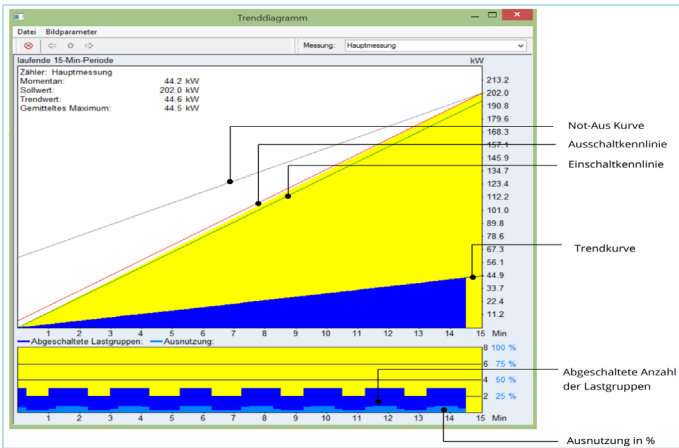 Trenddiagramm
Datei Bildparameter
Messung: Hauptmessung
laufende 15-Min-Periode kW
Zähler: Hauptmessung
Momentan: 44.2 kW
Sollwert: 202.0 kW
Trendwert: 44.6 kW
Gemitteltes Maximum: 44.5 kW
213.2
202.0
190.8
179.6
168.3
157.1
145.9
134.7
123.4
112.2
101.0
89.8
78.6
67.3
56.1
44.9
33.7
22.4
11.2
Not-Aus Kurve
Ausschaltkennlinie
Einschaltkennlinie
Trendkurve
1 2 3 4 5 6 7 8 9 10 11 12 13 14 15 Min
Abgeschaltete Lastgruppen: Ausnutzung:
8 100 %
6 75 %
4 50 %
2 25 %
1 2 3 4 5 6 7 8 9 10 11 12 13 14 15 Min
Abgeschaltete Anzahl
der Lastgruppen
Ausnutzung in %